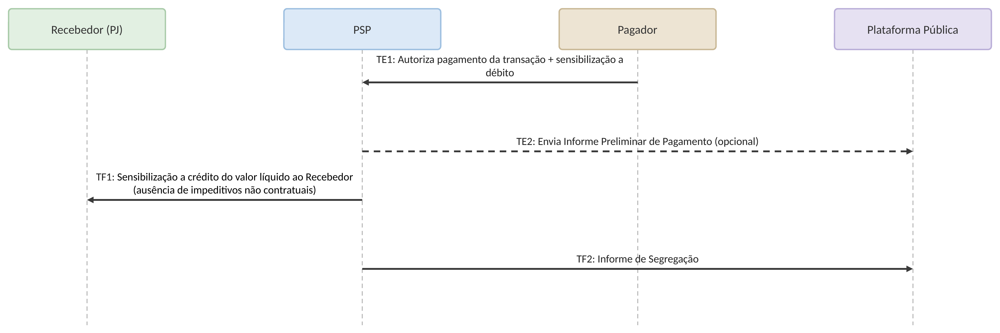 Recebedor (PJ)
PSP
Pagador
Plataforma Pública
TE1: Autoriza pagamento da transação + sensibilização a
débito
TE2: Envia Informe Preliminar de Pagamento (opcional)
TF1: Sensibilização a crédito do valor líquido ao Recebedor
(ausência de impeditivos não contratuais)
TF2: Informe de Segregação